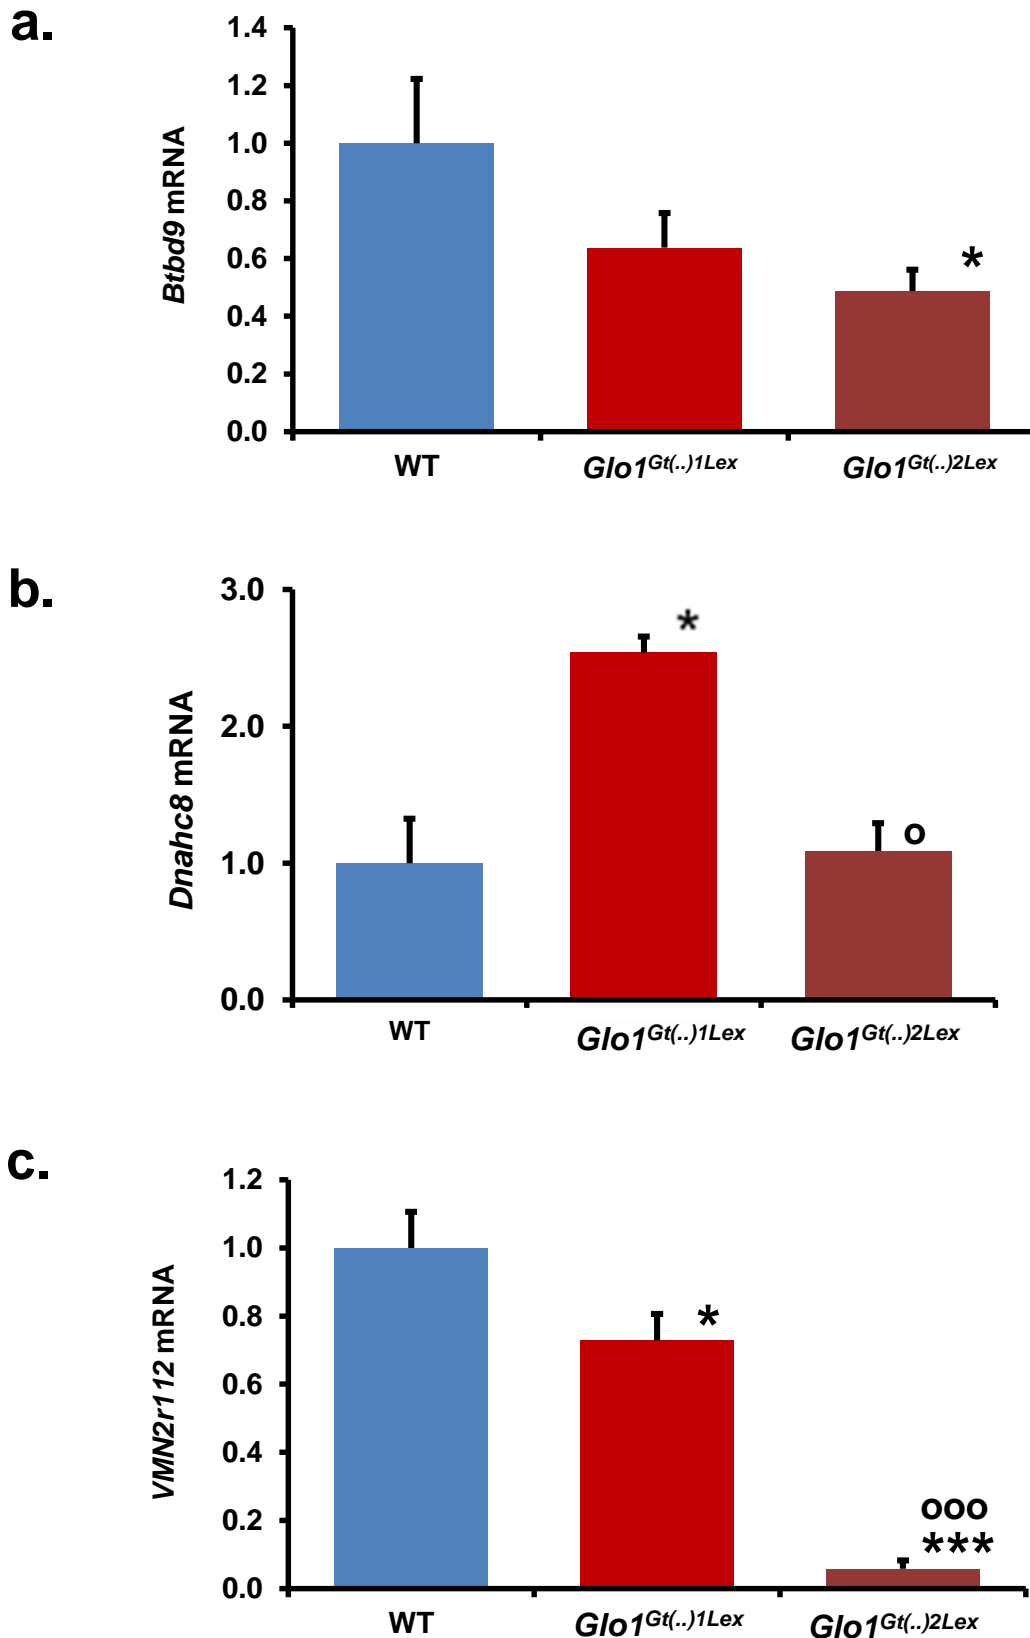 a.
1.4
1.2
1.0
0.8
0.6
0.4
0.2
0.0
Btbd9 mRNA
*
WT
Glo1Gt(..)1Lex
Glo1Gt(..)2Lex
b.
3.0
2.0
1.0
0.0
Dnahc8 mRNA
*
o
WT
Glo1Gt(..)1Lex
Glo1Gt(..)2Lex
c.
1.2
1.0
0.8
0.6
0.4
0.2
0.0
VMN2r112 mRNA
*
ooo
***
WT
Glo1Gt(..)1Lex
Glo1Gt(..)2Lex